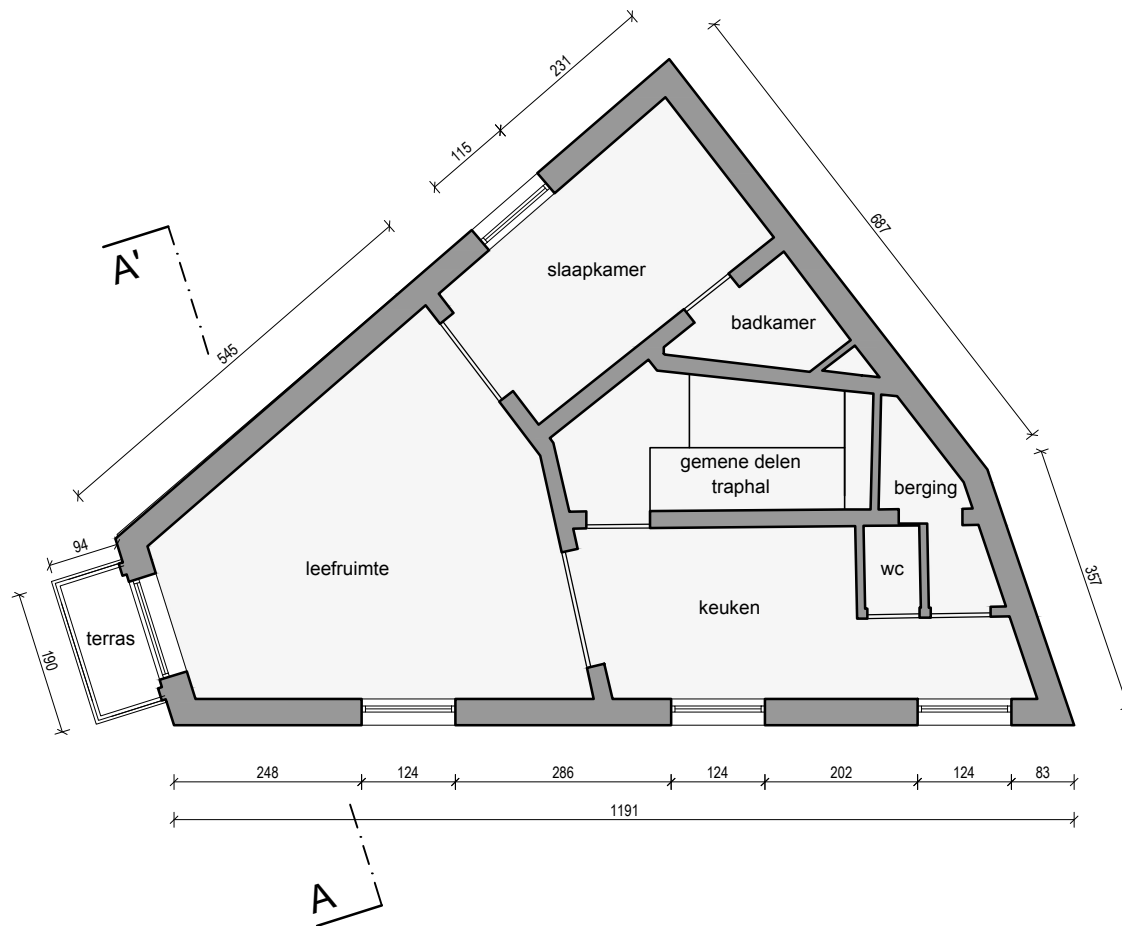 231
115
687
A'
slaapkamer
badkamer
545
gemene delen
traphal
berging
94
leefruimte
wc
357
keuken
terras
190
248
124
286
124
202
124
83
1191
A